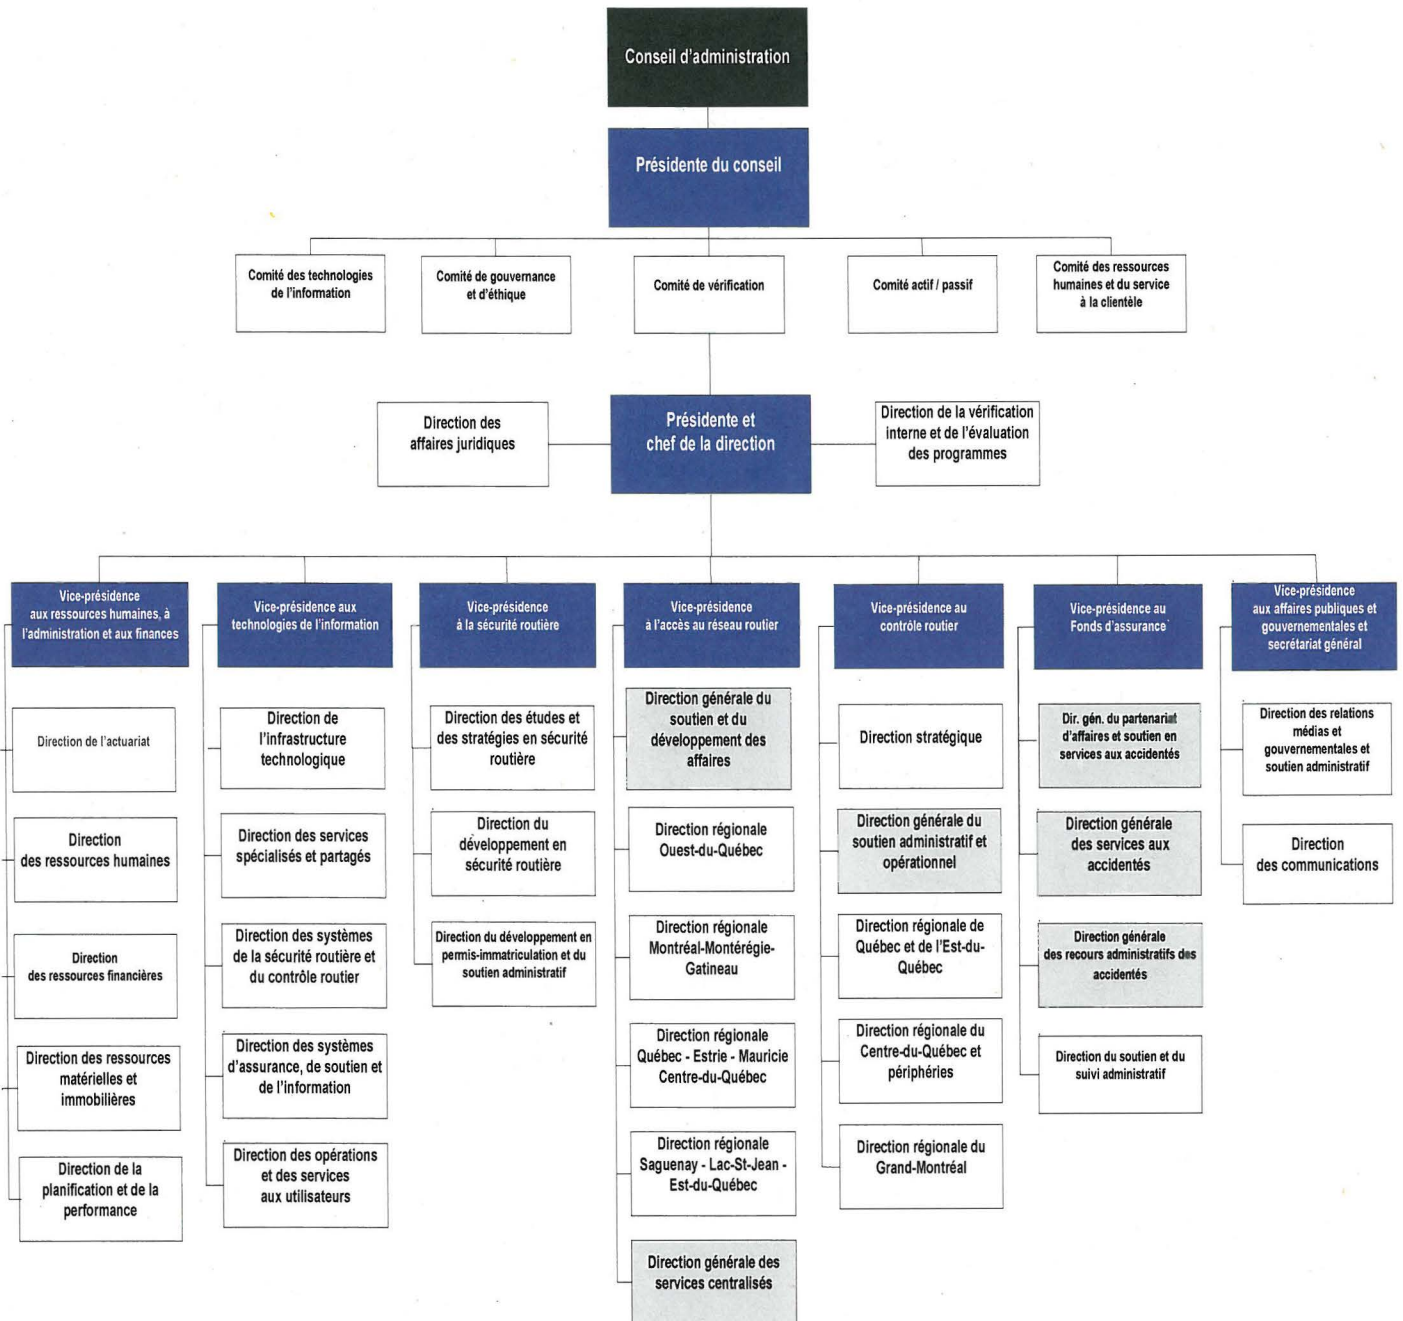 Conseil d'administration
Présidente du conseil
Comité des technologies
de l'information
Comité de gouvernance
et d'éthique
Comité de vérification
Comité actif / passif
Comité des ressources
humaines et du service
à la clientèle
Direction des
affaires juridiques
Présidente et
chef de la direction
Direction de la vérification
interne et de l'évaluation
des programmes
Vice-présidence
aux ressources humaines, à
l'administration et aux finances
Direction de l'actuariat
Direction
des ressources humaines
Direction
des ressources financières
Direction des ressources
matérielles et
immobilières
Direction de la
planification et de la
performance
Vice-présidence aux
technologies de l'information
Direction de
l'infrastructure
technologique
Direction des services
spécialisés et partagés
Direction des systèmes
de la sécurité routière et
du contrôle routier
Direction des systèmes
d'assurance, de soutien et
de l'information
Direction des opérations
et des services
aux utilisateurs
Vice-présidence
à la sécurité routière
Direction des études et
des stratégies en sécurité
routière
Direction du
développement en
sécurité routière
Direction du développement en
permis-immatriculation et du
soutien administratif
Vice-présidence
à l'accès au réseau routier
Direction générale du
soutien et du
développement des
affaires
Direction régionale
Ouest-du-Québec
Direction régionale
Montréal-Montérégie-
Gatineau
Direction régionale
Québec - Estrie - Mauricie
Centre-du-Québec
Direction régionale
Saguenay - Lac-St-Jean -
Est-du-Québec
Direction générale des
services centralisés
Vice-présidence au
contrôle routier
Direction stratégique
Direction générale du
soutien administratif et
opérationnel
Direction régionale de
Québec et de l'Est-du-
Québec
Direction régionale du
Centre-du-Québec et
périphéries
Direction régionale du
Grand-Montréal
Vice-présidence au
Fonds d'assurance
Dir. gén. du partenariat
d'affaires et soutien en
services aux accidentés
Direction générale
des services aux
accidentés
Direction générale
des recours administratifs des
accidentés
Direction du soutien et du
suivi administratif
Vice-présidence
aux affaires publiques et
gouvernementales et
secrétariat général
Direction des relations
médias et
gouvernementales et
soutien administratif
Direction
des communications